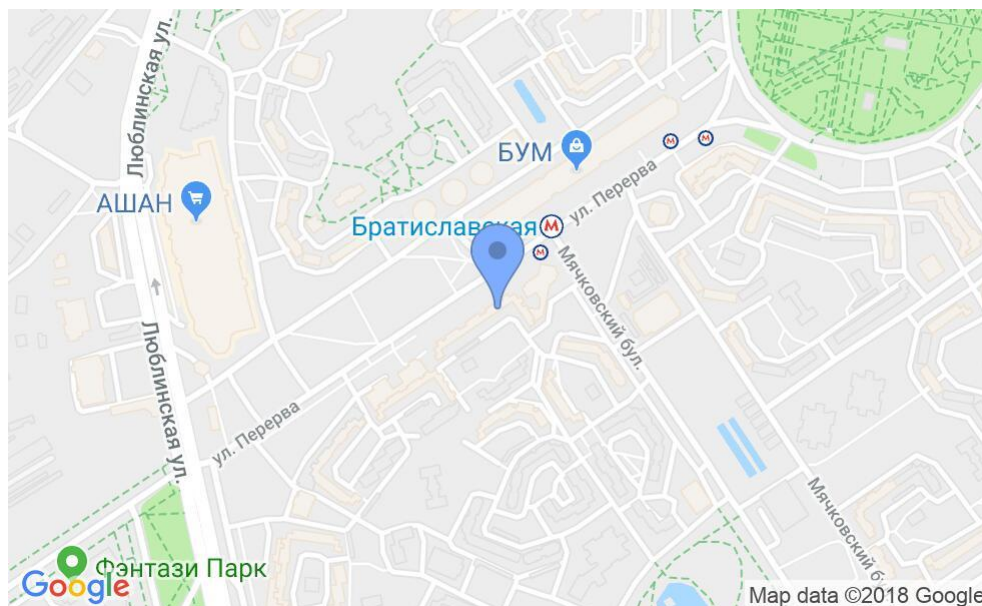 Люблинская ул.
БУМ
АШАН
ул. Перерва
Братиславская
М
М
М
М
Мячковский бул.
Люблинская ул.
ул. Перерва
Мячковский бу
Фэнтази Парк
Google
Map data ©2018 Google